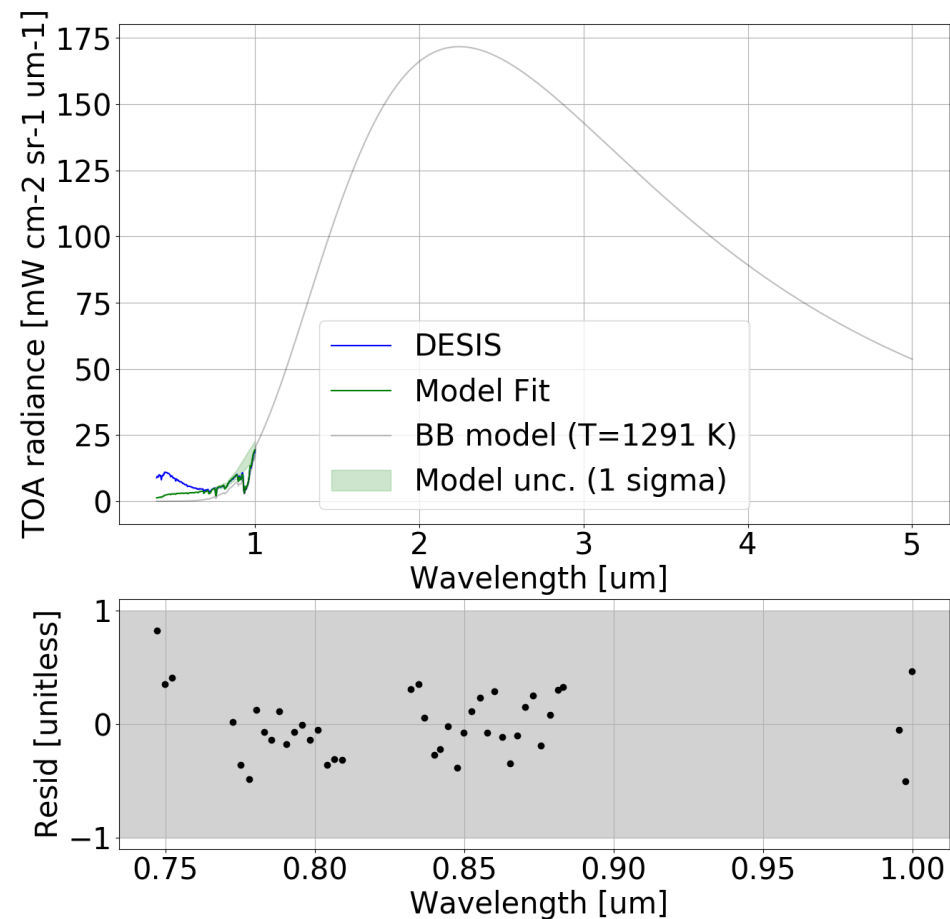 TOA radiance [mW cm-2 sr-1 um-1]
175
150
125
100
75
50
25
0
DESIS
Model Fit
BB model (T=1291 K)
Model unc. (1 sigma)
1 2 3 4 5
Wavelength [um]
Resid [unitless]
1
0
−1
0.75 0.80 0.85 0.90 0.95 1.00
Wavelength [um]